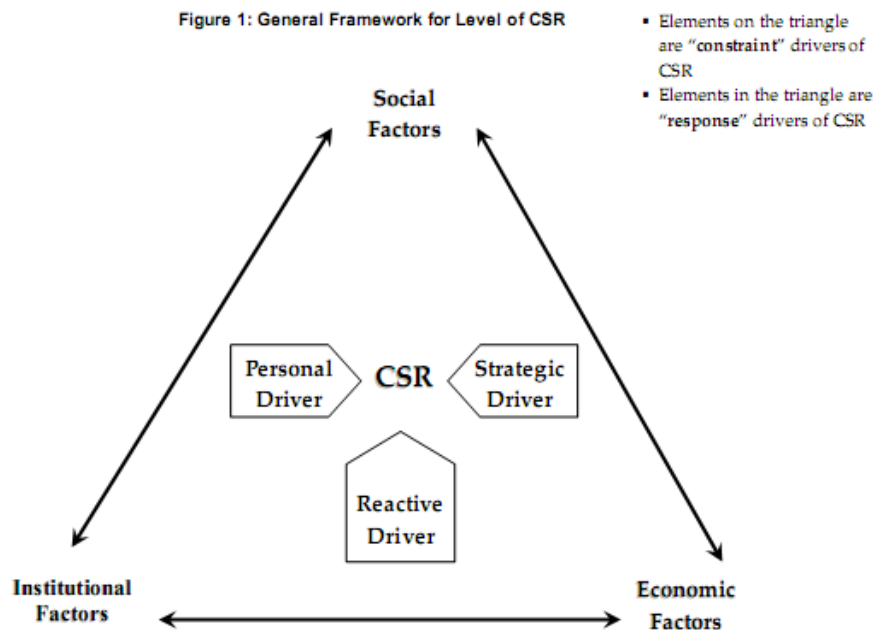 Figure 1: General Framework for Level of CSR
▪ Elements on the triangle
are "constraint" drivers of
CSR
▪ Elements in the triangle are
"response" drivers of CSR
Social
Factors
Personal
Driver
CSR
Strategic
Driver
Reactive
Driver
Institutional
Factors
Economic
Factors